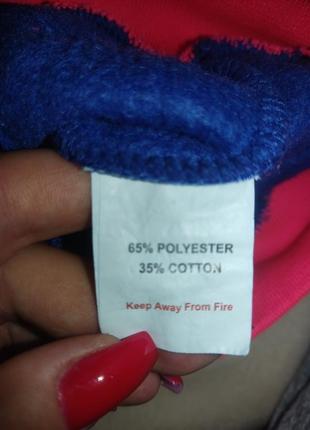 65% POLYESTER
35% COTTON
Keep Away From Fire